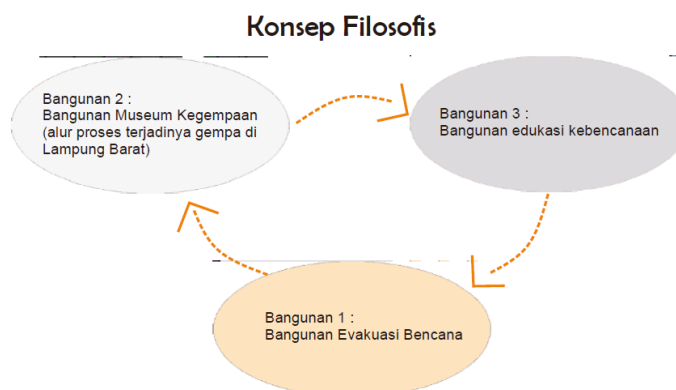 Konsep Filosofis
Bangunan 2 :
Bangunan Museum Kegempaan
(alur proses terjadinya gempa di
Lampung Barat)
Bangunan 3 :
Bangunan edukasi kebencanaan
Bangunan 1 :
Bangunan Evakuasi Bencana